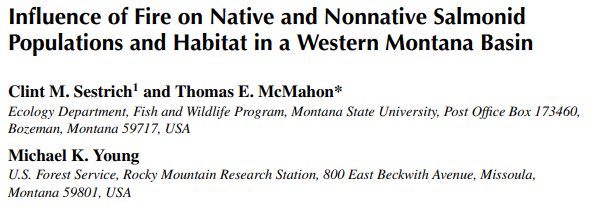 Influence of Fire on Native and Nonnative Salmonid
Populations and Habitat in a Western Montana Basin
Clint M. Sestrich¹ and Thomas E. McMahon*
Ecology Department, Fish and Wildlife Program, Montana State University, Post Office Box 173460,
Bozeman, Montana 59717, USA
Michael K. Young
U.S. Forest Service, Rocky Mountain Research Station, 800 East Beckwith Avenue, Missoula,
Montana 59801, USA